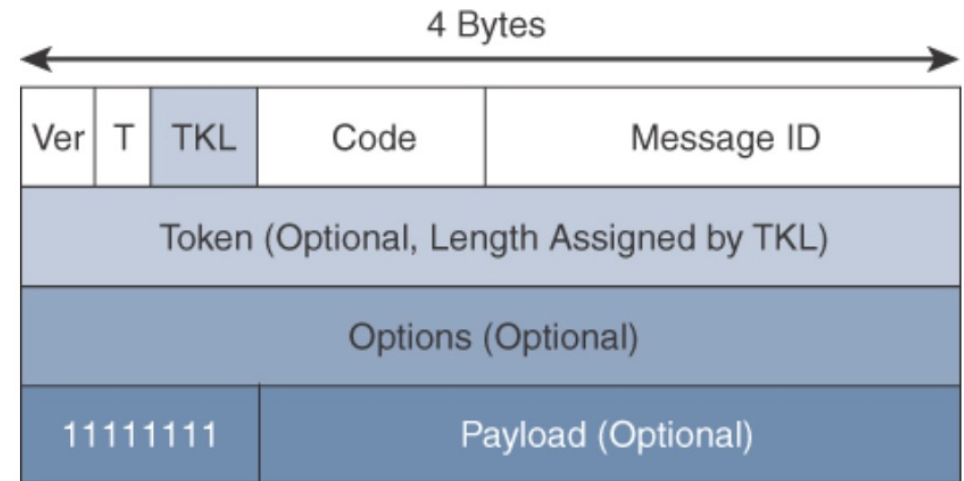 4 Bytes
Ver T TKL Code Message ID
Token (Optional, Length Assigned by TKL)
Options (Optional)
11111111 Payload (Optional)